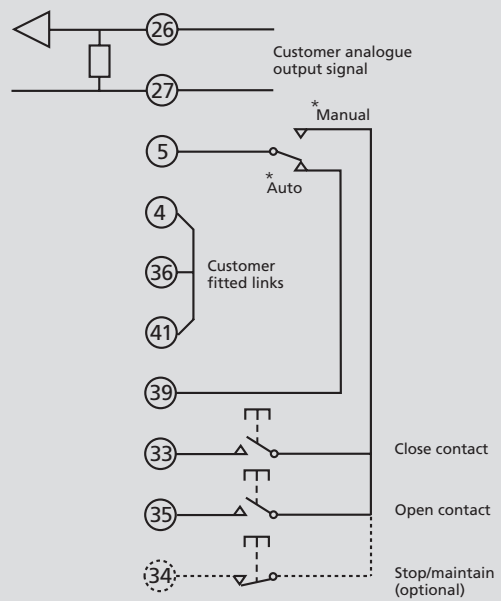 26
Customer analogue
output signal
27
*Manual
5
*Auto
4
36
Customer
fitted links
41
39
33
Close contact
35
Open contact
34
Stop/maintain
(optional)